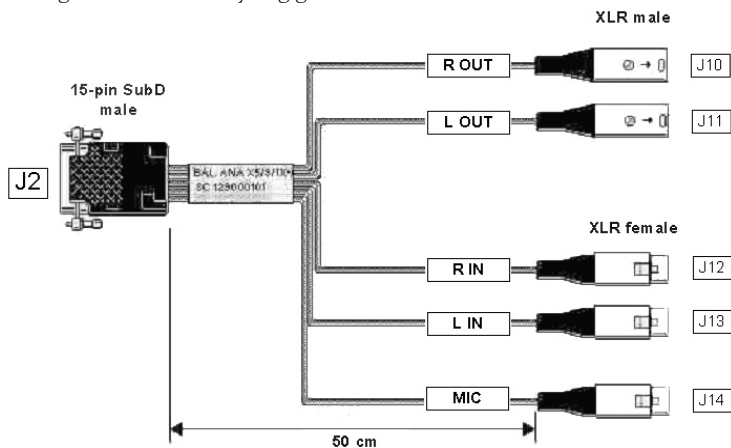 XLR male
R OUT
J10
15-pin SubD
male
L OUT
J11
J2
BAL ANA X5/3/
SC 129000101
XLR female
R IN
J12
L IN
J13
MIC
J14
50 cm